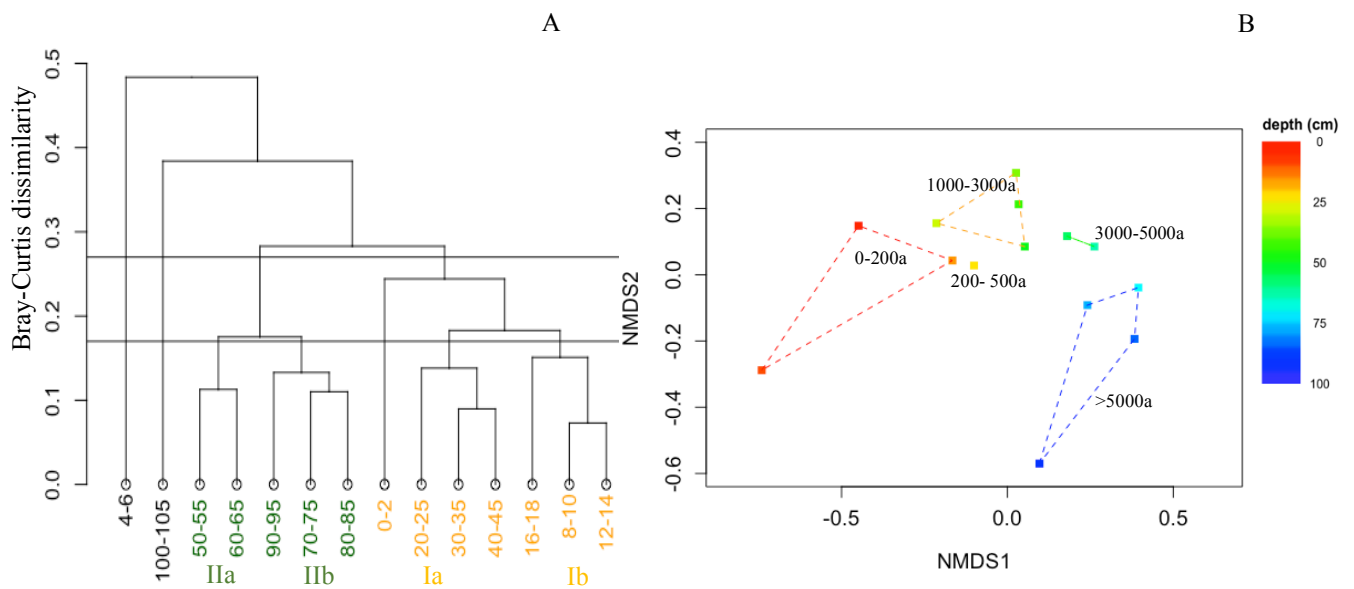 A
B
Bray-Curtis dissimilarity
0.5
0.4
0.3
0.2
0.1
0.0
4-6
100-105
50-55
60-65
90-95
70-75
80-85
0-2
20-25
30-35
40-45
16-18
8-10
12-14
IIa
IIb
Ia
Ib
NMDS2
0.4
0.2
0.0
-0.2
-0.4
-0.6
1000-3000a
3000-5000a
0-200a
200- 500a
>5000a
-0.5
0.0
0.5
NMDS1
depth (cm)
0
25
50
75
100